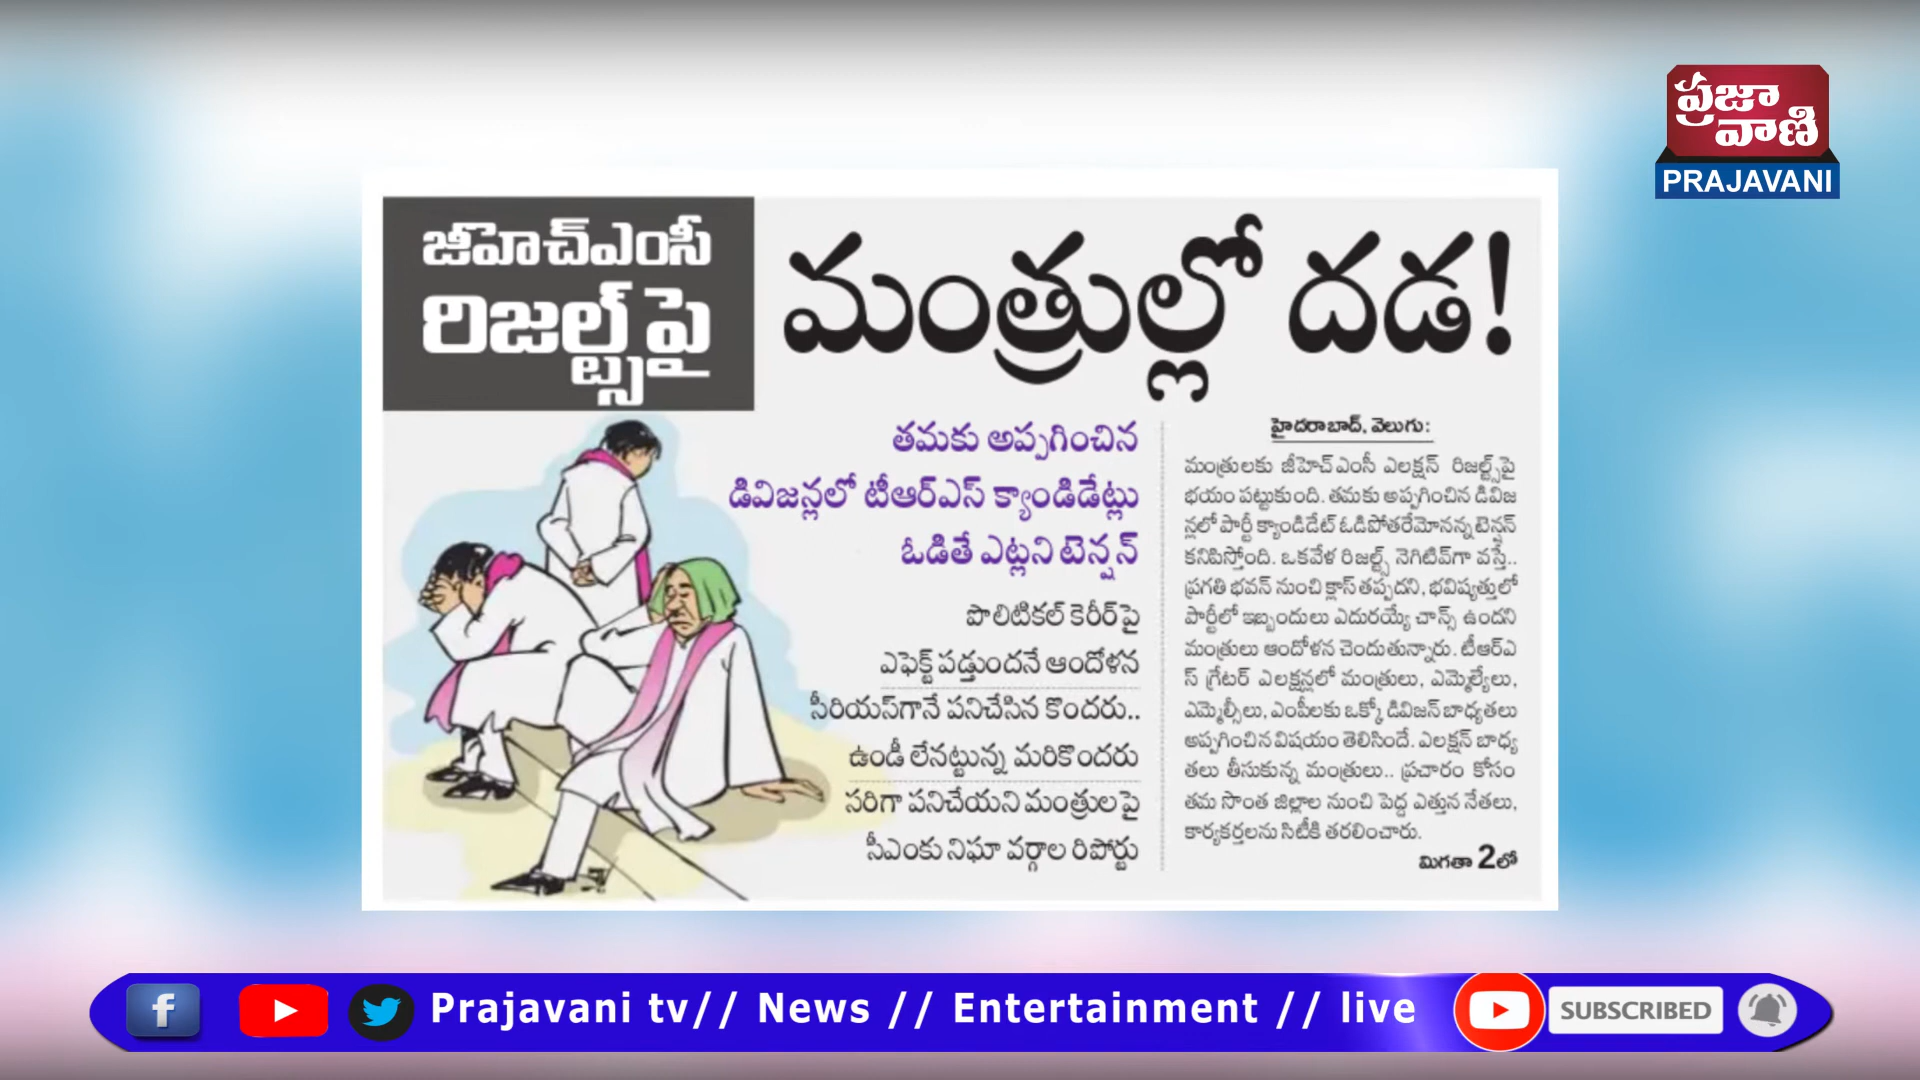 ప్రజా
వాణి
PRAJAVANI
జీహెచ్ఎంసీ
రిజల్ట్స్‌పై
మంత్రుల్లో దడ!
తమకు అప్పగించిన
డివిజన్లలో టీఆర్ఎస్ క్యాండిడేట్లు
ఓడితే ఎట్లని టెన్షన్
పొలిటికల్ కెరీర్‌పై
ఎఫెక్ట్ పడ్తుందనే ఆందోళన
సీరియస్‌గానే పనిచేసిన కొందరు..
ఉండీ లేనట్టున్న మరికొందరు
సరిగా పనిచేయని మంత్రులపై
సీఎంకు నిఘా వర్గాల రిపోర్టు
హైదరాబాద్, వెలుగు:
మంత్రులకు జీహెచ్ఎంసీ ఎలక్షన్ రిజల్ట్స్‌పై
భయం పట్టుకుంది. తమకు అప్పగించిన డివిజ
న్లలో పార్టీ క్యాండిడేట్ ఓడిపోతరేమోనన్న టెన్షన్
కనిపిస్తోంది. ఒకవేళ రిజల్ట్స్ నెగిటివ్‌గా వస్తే..
ప్రగతి భవన్ నుంచి క్లాస్ తప్పదని, భవిష్యత్తులో
పార్టీలో ఇబ్బందులు ఎదురయ్యే చాన్స్ ఉందని
మంత్రులు ఆందోళన చెందుతున్నారు. టీఆర్ఎ
స్ గ్రేటర్ ఎలక్షన్లలో మంత్రులు, ఎమ్మెల్యేలు,
ఎమ్మెల్సీలు, ఎంపీలకు ఒక్కో డివిజన్ బాధ్యతలు
అప్పగించిన విషయం తెలిసిందే. ఎలక్షన్ బాధ్య
తలు తీసుకున్న మంత్రులు.. ప్రచారం కోసం
తమ సొంత జిల్లాల నుంచి పెద్ద ఎత్తున నేతలు,
కార్యకర్తలను సిటీకి తరలించారు.
మిగతా 2లో
Prajavani tv// News // Entertainment // live
SUBSCRIBED